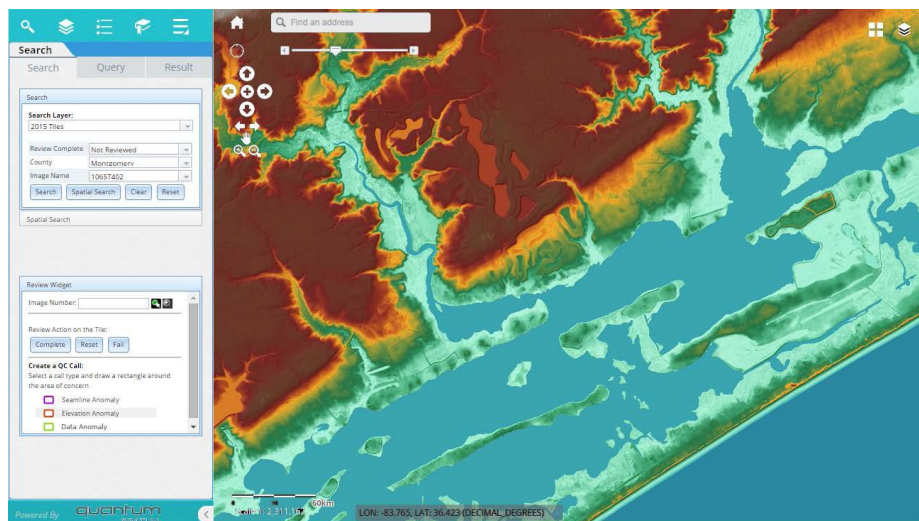 Find an address
Search
Search Query Result
Search
Search Layer:
2015 Tiles
Review Complete Not Reviewed
County Montgomery
Image Name 10657402
Search Spatial Search Clear Reset
Spatial Search
Review Widget
Image Number:
Review Action on the Tile:
Complete Reset Fail
Create a QC Call:
Select a call type and draw a rectangle around
the area of concern
Seamline Anomaly
Elevation Anomaly
Data Anomaly
60km
LON: -83.765, LAT: 36.423 (DECIMAL_DEGREES)
Powered By quantum